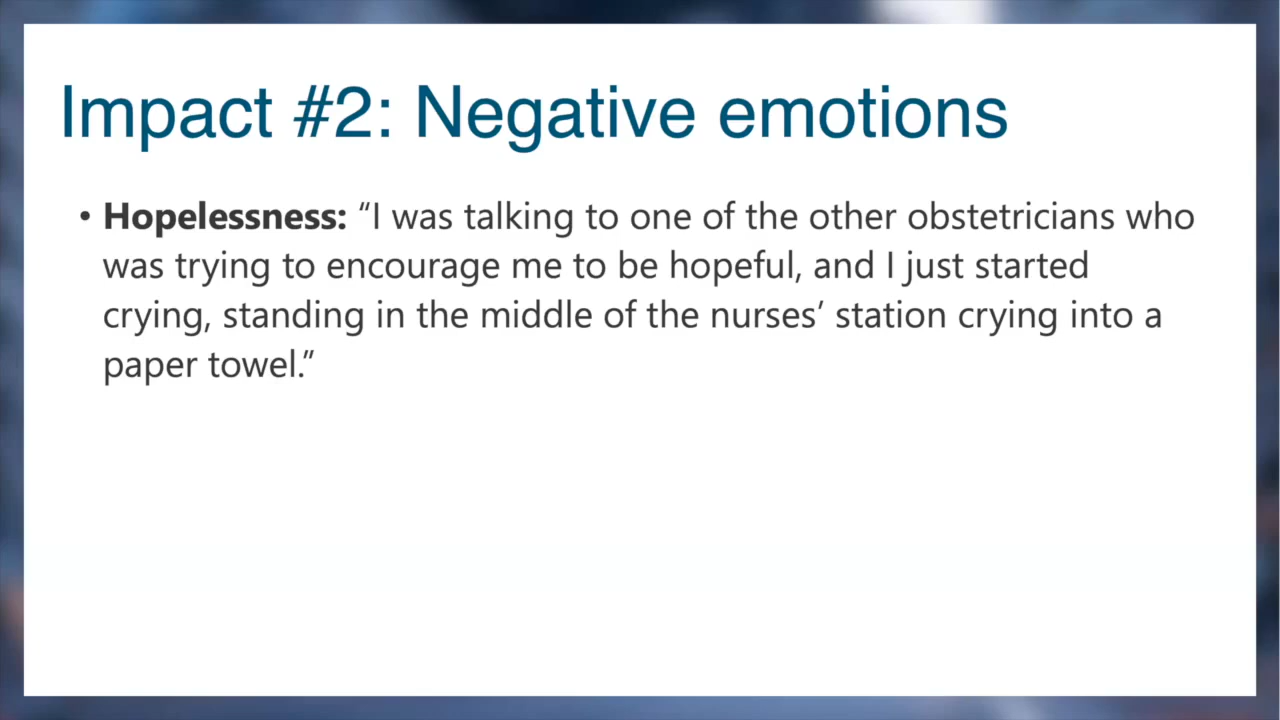 Impact #2: Negative emotions
• Hopelessness: “I was talking to one of the other obstetricians who
was trying to encourage me to be hopeful, and I just started
crying, standing in the middle of the nurses’ station crying into a
paper towel.”